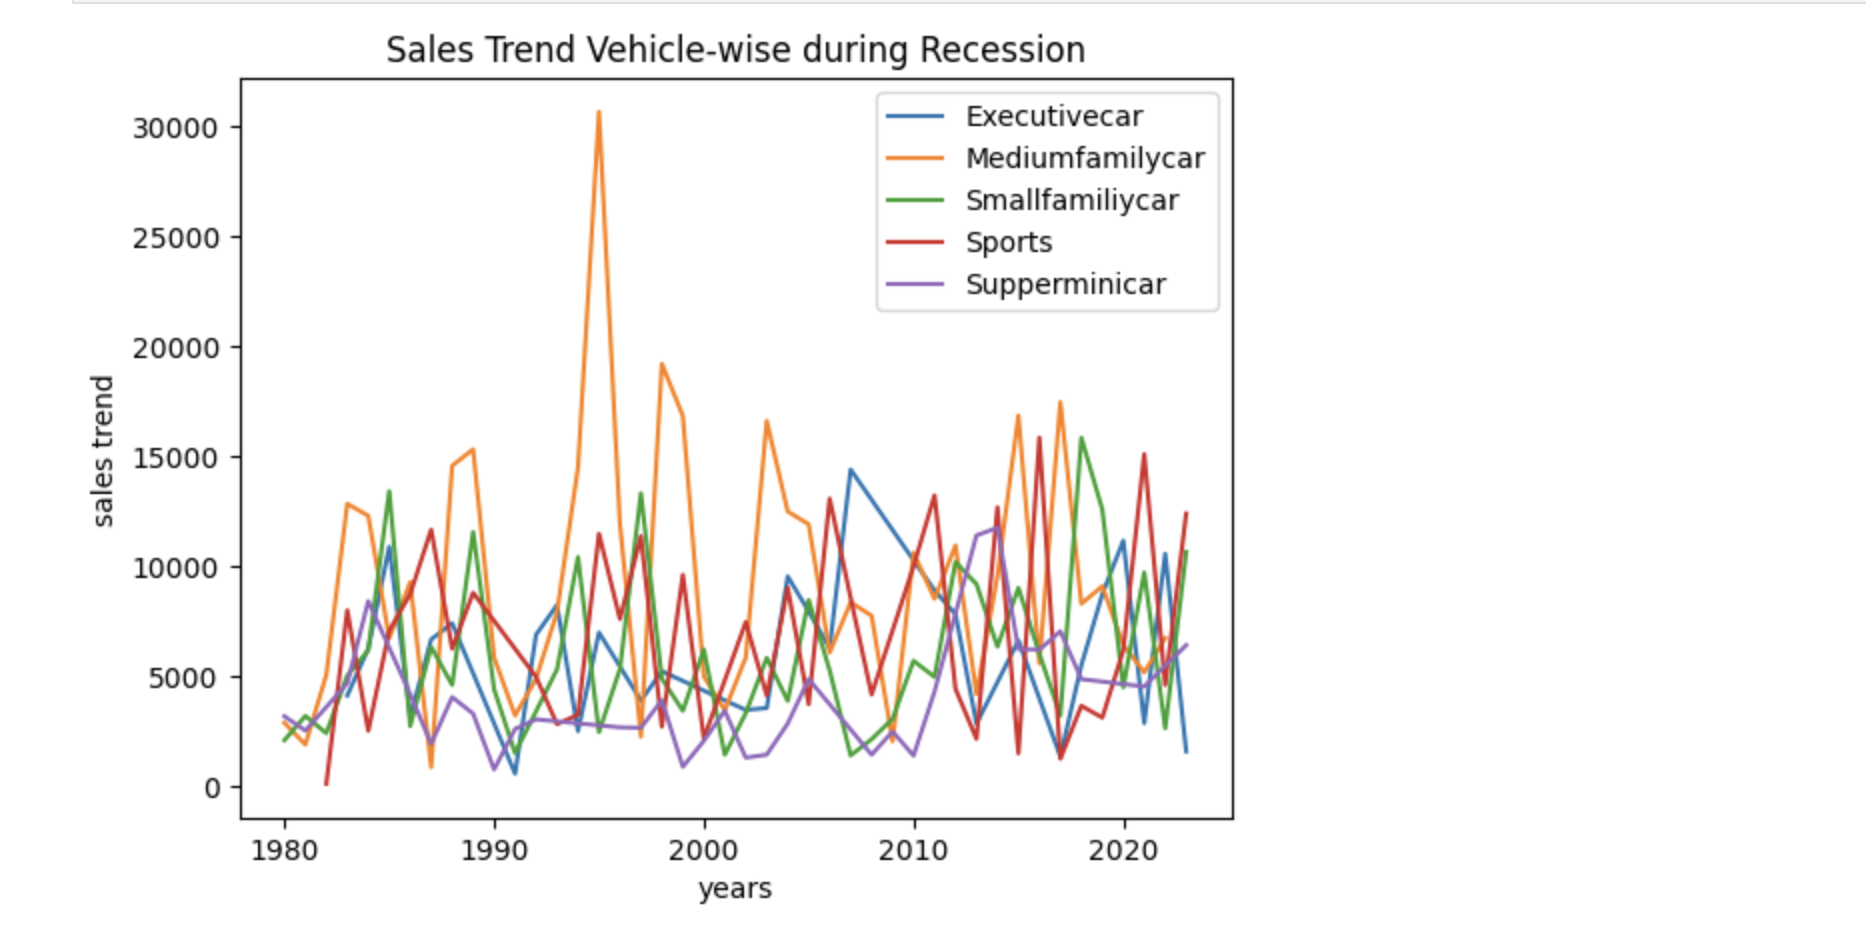 Sales Trend Vehicle-wise during Recession
Executivecar
Mediumfamilycar
Smallfamiliycar
Sports
Supperminicar
30000
25000
20000
15000
10000
5000
0
sales trend
1980 1990 2000 2010 2020
years